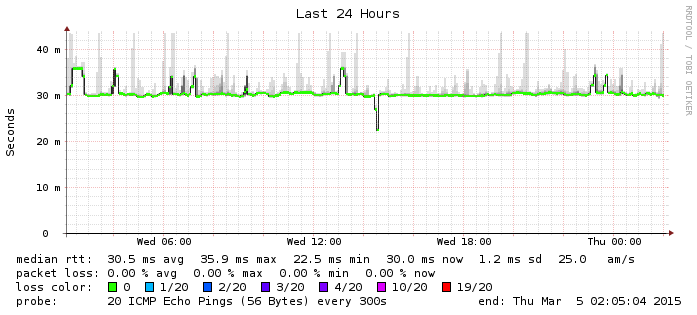 Last 24 Hours
RRDTOOL / TOBI OETIKER
Seconds
40 m
30 m
20 m
10 m
0
Wed 06:00 Wed 12:00 Wed 18:00 Thu 00:00
median rtt: 30.5 ms avg 35.9 ms max 22.5 ms min 30.0 ms now 1.2 ms sd 25.0 am/s
packet loss: 0.00 % avg 0.00 % max 0.00 % min 0.00 % now
loss color: 0 1/20 2/20 3/20 4/20 10/20 19/20
probe: 20 ICMP Echo Pings (56 Bytes) every 300s end: Thu Mar 5 02:05:04 2015